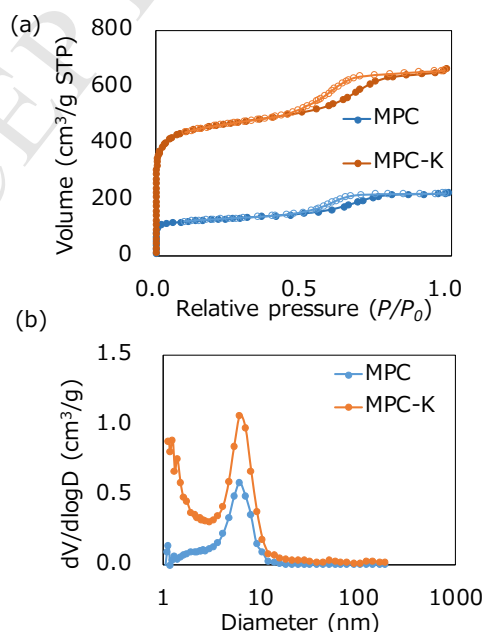 (a)
800
600
400
200
0
Volume (cm³/g STP)
MPC
MPC-K
0.0 0.5 1.0
Relative pressure (P/P₀)
(b)
1.5
1.0
0.5
0.0
dV/dlogD (cm³/g)
MPC
MPC-K
1 10 100 1000
Diameter (nm)